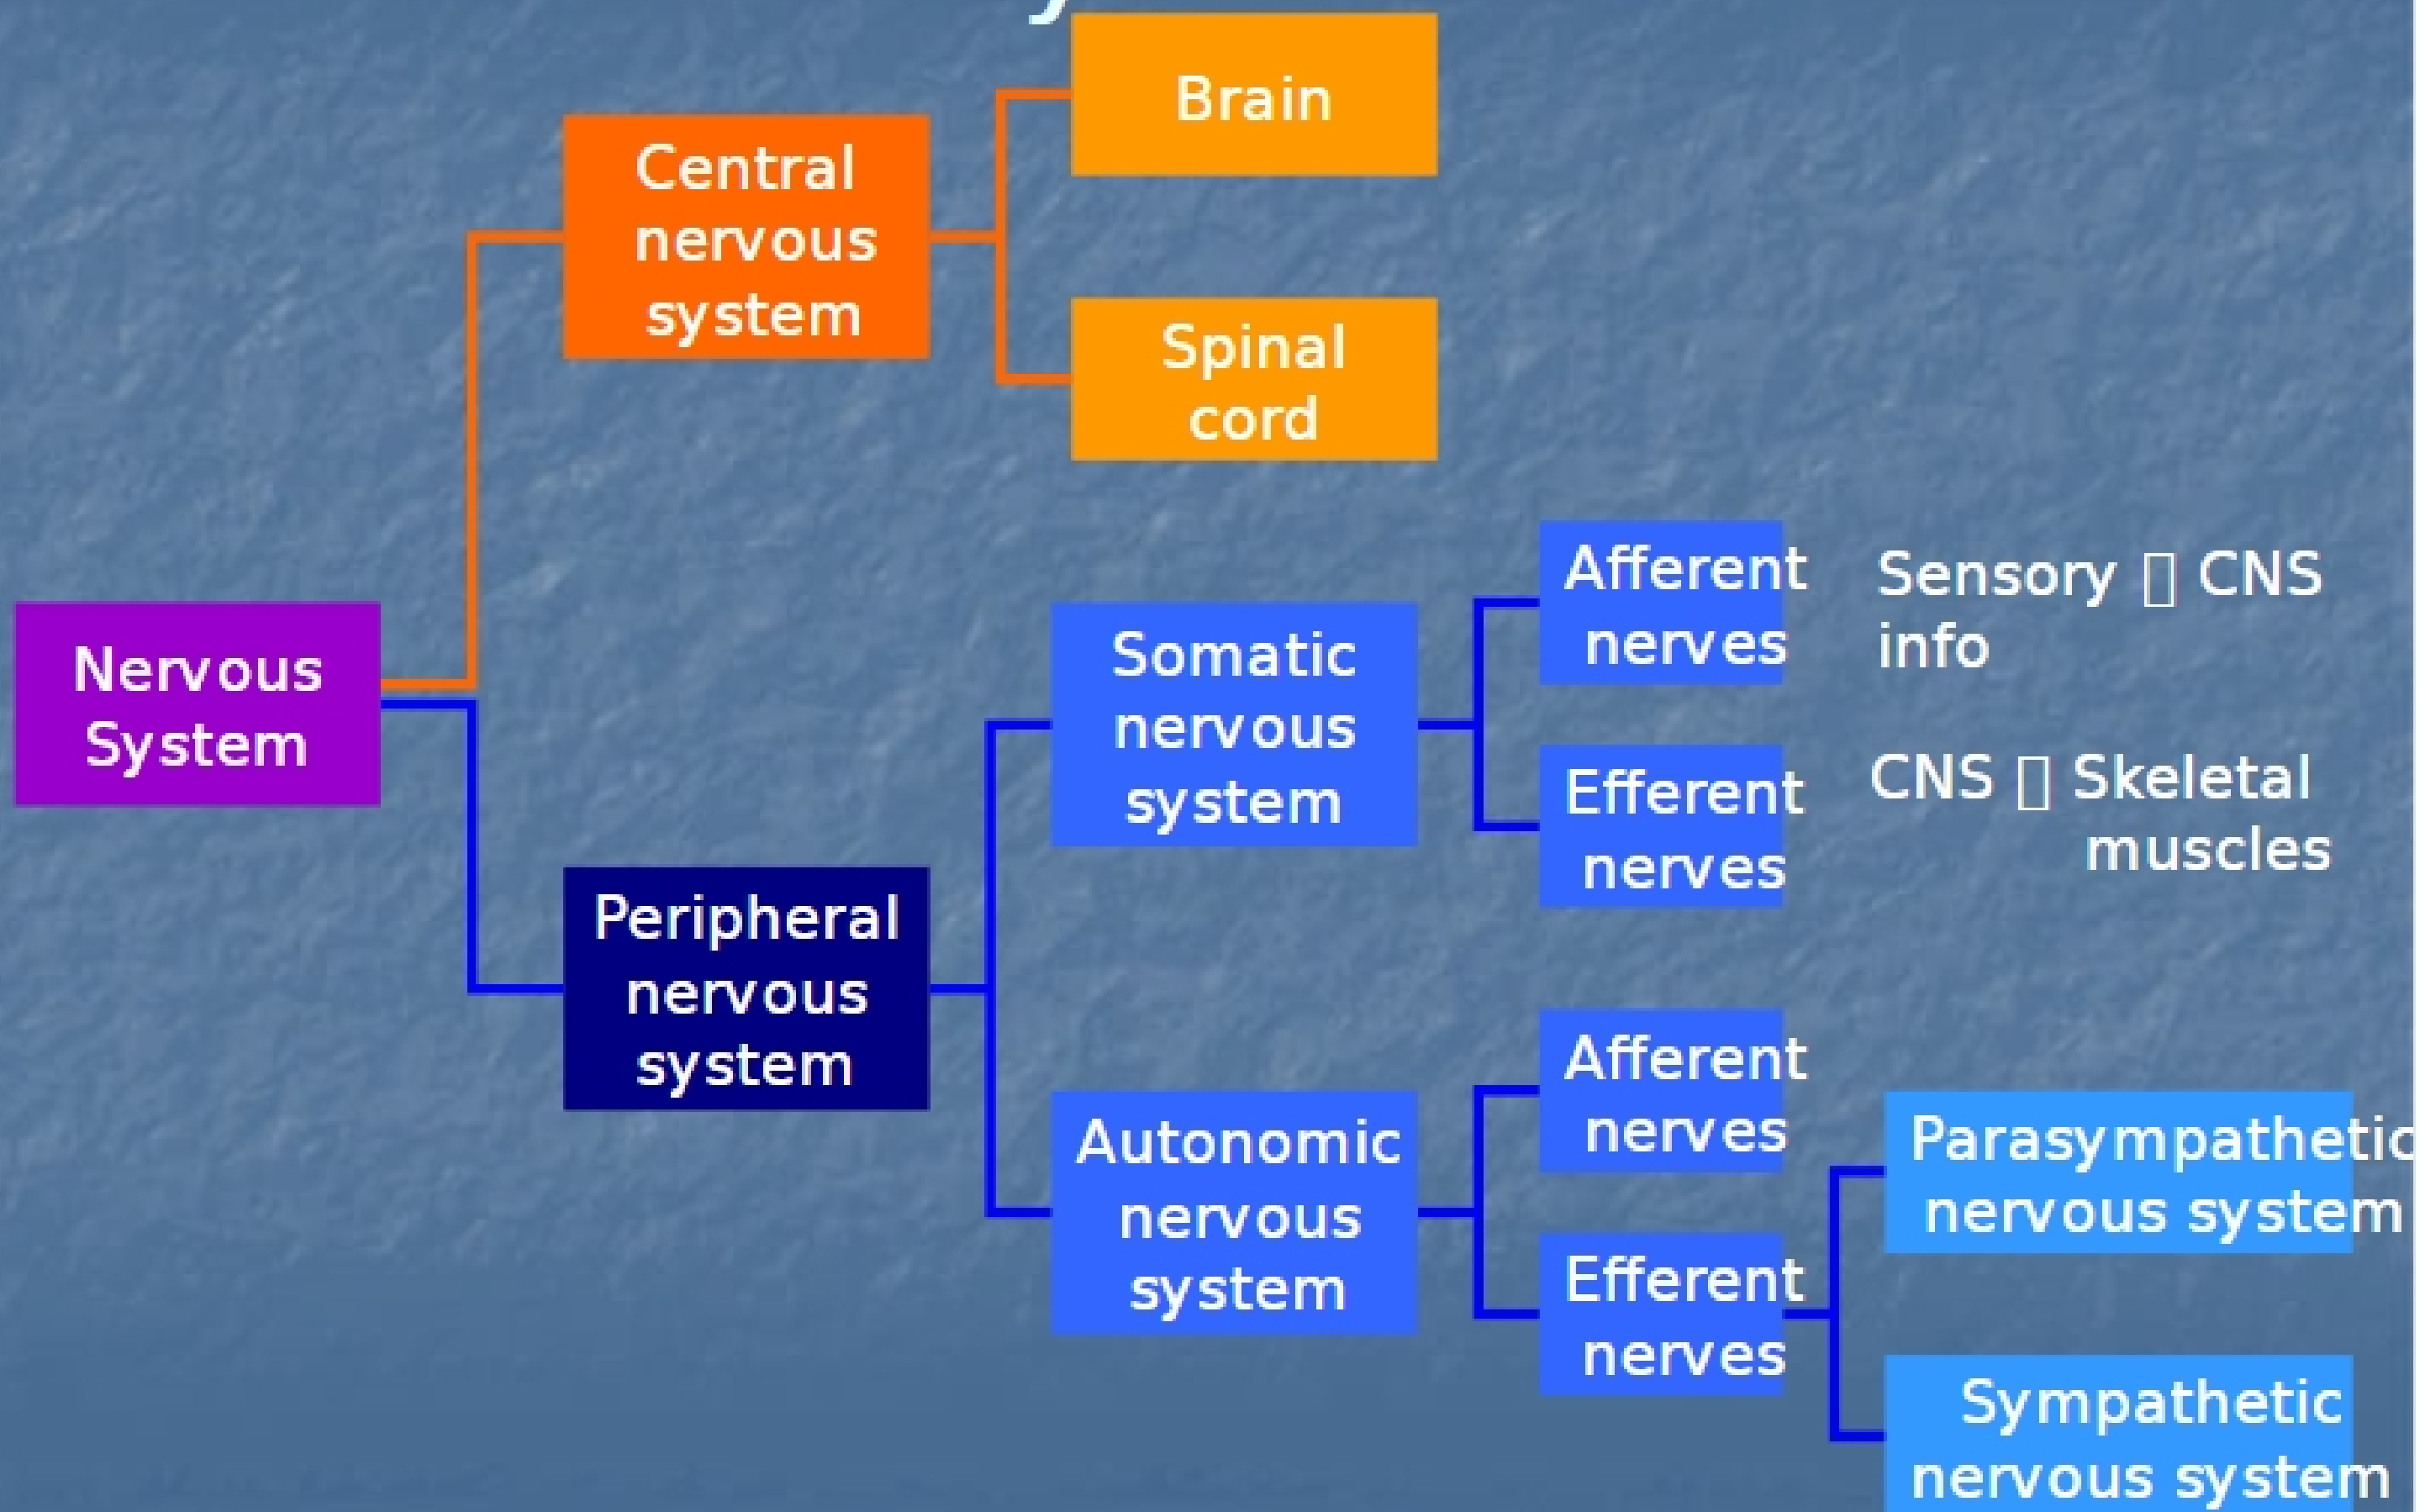 Brain
Central
nervous
system
Spinal
cord
Nervous
System
Peripheral
nervous
system
Somatic
nervous
system
Afferent
nerves
Sensory ▯ CNS
info
Efferent
nerves
CNS ▯ Skeletal
muscles
Autonomic
nervous
system
Afferent
nerves
Efferent
nerves
Parasympathetic
nervous system
Sympathetic
nervous system